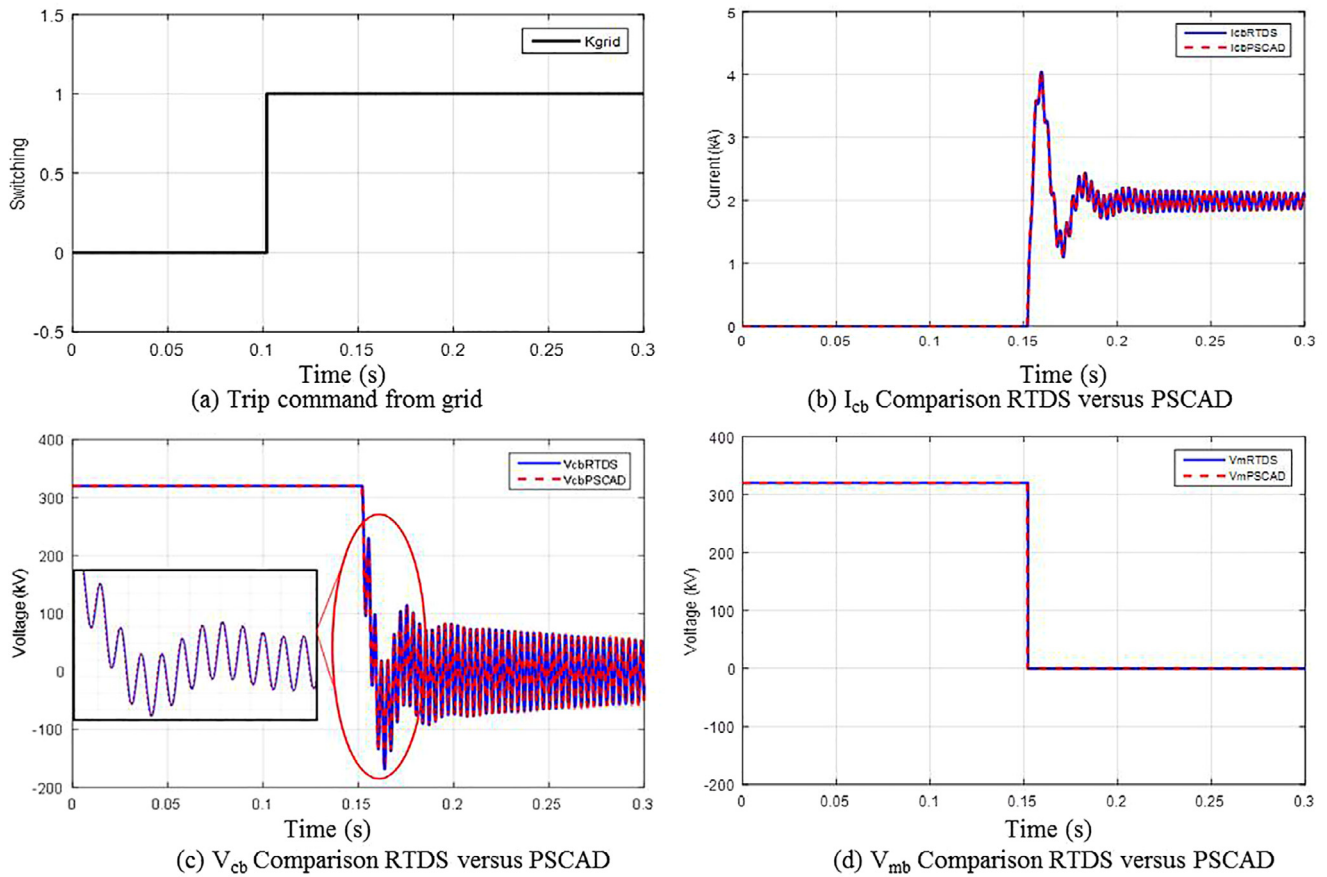 1.5
1
0.5
0
-0.5
Switching
Kgrid
0 0.05 0.1 0.15 0.2 0.25 0.3
Time (s)
(a) Trip command from grid
5
4
3
2
1
0
Current (kA)
IcbRTDS
IcbPSCAD
0 0.05 0.1 0.15 0.2 0.25 0.3
Time (s)
(b) Icb Comparison RTDS versus PSCAD
400
300
200
100
0
-100
-200
Voltage (kV)
VcbRTDS
VcbPSCAD
0 0.05 0.1 0.15 0.2 0.25 0.3
Time (s)
(c) Vcb Comparison RTDS versus PSCAD
400
300
200
100
0
-100
-200
Voltage (kV)
VmRTDS
VmPSCAD
0 0.05 0.1 0.15 0.2 0.25 0.3
Time (s)
(d) Vmb Comparison RTDS versus PSCAD